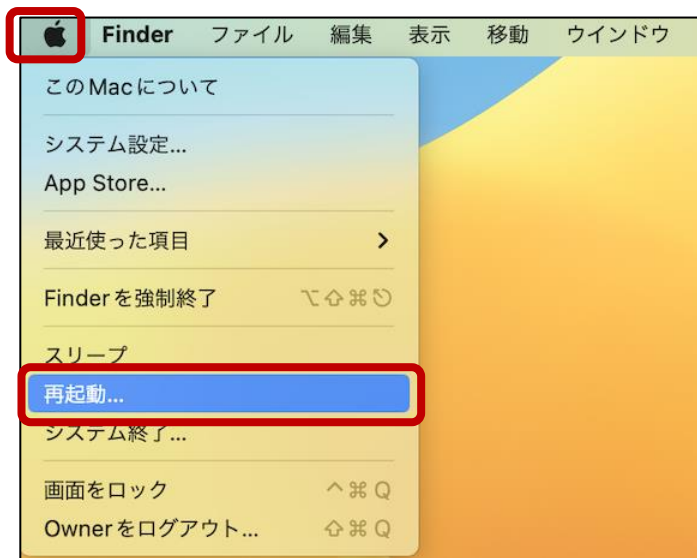 Finder ファイル 編集 表示 移動 ウインドウ
このMacについて
システム設定...
App Store...
最近使った項目 >
Finderを強制終了 ⌥⇧⌘⎋
スリープ
再起動...
システム終了...
画面をロック ^⌘Q
Ownerをログアウト... ⇧⌘Q